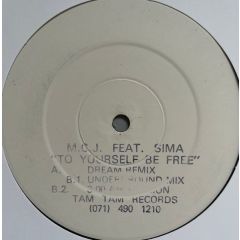 M.C.J. FEAT. SIMA
"TO YOURSELF BE FREE"
A. DREAM REMIX
B.1 UNDERGROUND MIX
B.2. 3:00 AM VERSION
TAM TAM RECORDS
(071) 490 1210